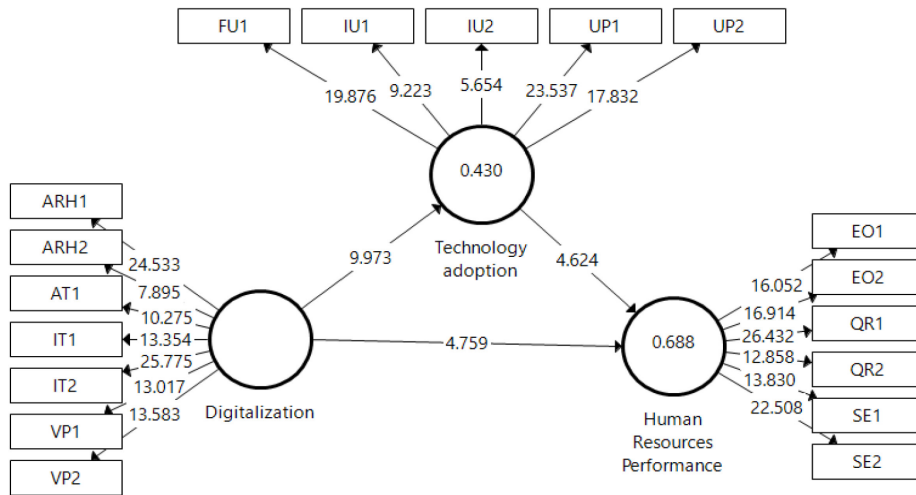 FU1
IU1
IU2
UP1
UP2
19.876
9.223
5.654
23.537
17.832
0.430
Technology
adoption
ARH1
ARH2
AT1
IT1
IT2
VP1
VP2
24.533
7.895
10.275
13.354
25.775
13.017
13.583
Digitalization
9.973
4.624
4.759
0.688
Human
Resources
Performance
16.052
16.914
26.432
12.858
13.830
22.508
EO1
EO2
QR1
QR2
SE1
SE2